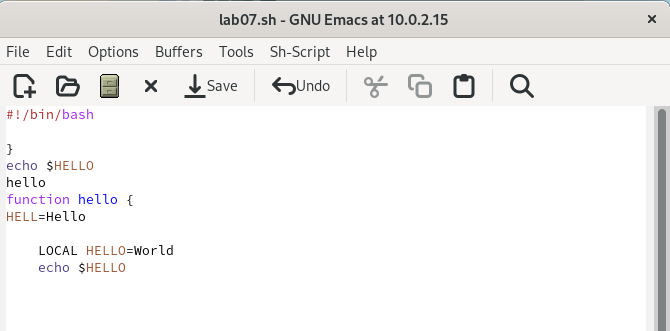 lab07.sh - GNU Emacs at 10.0.2.15
File Edit Options Buffers Tools Sh-Script Help
Save Undo
#!/bin/bash
}
echo $HELLO
hello
function hello {
HELL=Hello
    LOCAL HELLO=World
    echo $HELLO